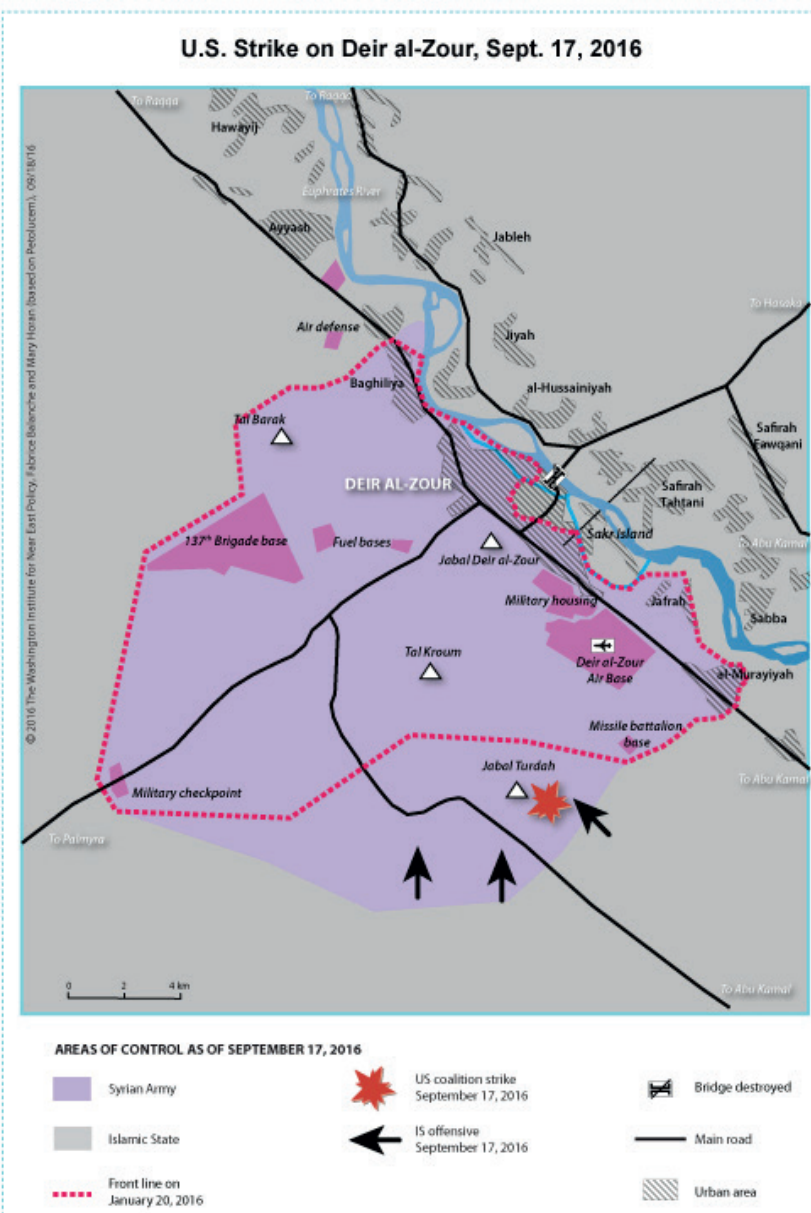 U.S. Strike on Deir al-Zour, Sept. 17, 2016
© 2016 The Washington Institute for Near East Policy, Fabrice Balanche and Mary Horan (based on Petolucem), 09/18/16
To Raqqa
To Raqqa
Hawayij
Euphrates River
Ayyash
Jableh
To Hasaka
Air defense
Jiyah
Baghiliya
al-Hussainiyah
Tal Barak
Safirah
Fawqani
DEIR AL-ZOUR
Safirah
Tahtani
137th Brigade base
Fuel bases
Sakr Island
To Abu Kamal
Jabal Deir al-Zour
Military housing
Jafrah
Sabba
Tal Kroum
Deir al-Zour
Air Base
al-Murayiyah
Missile battalion
base
Jabal Turdah
To Abu Kamal
Military checkpoint
To Palmyra
To Abu Kamal
0 2 4 km
AREAS OF CONTROL AS OF SEPTEMBER 17, 2016
Syrian Army
US coalition strike
September 17, 2016
Bridge destroyed
Islamic State
IS offensive
September 17, 2016
Main road
Front line on
January 20, 2016
Urban area